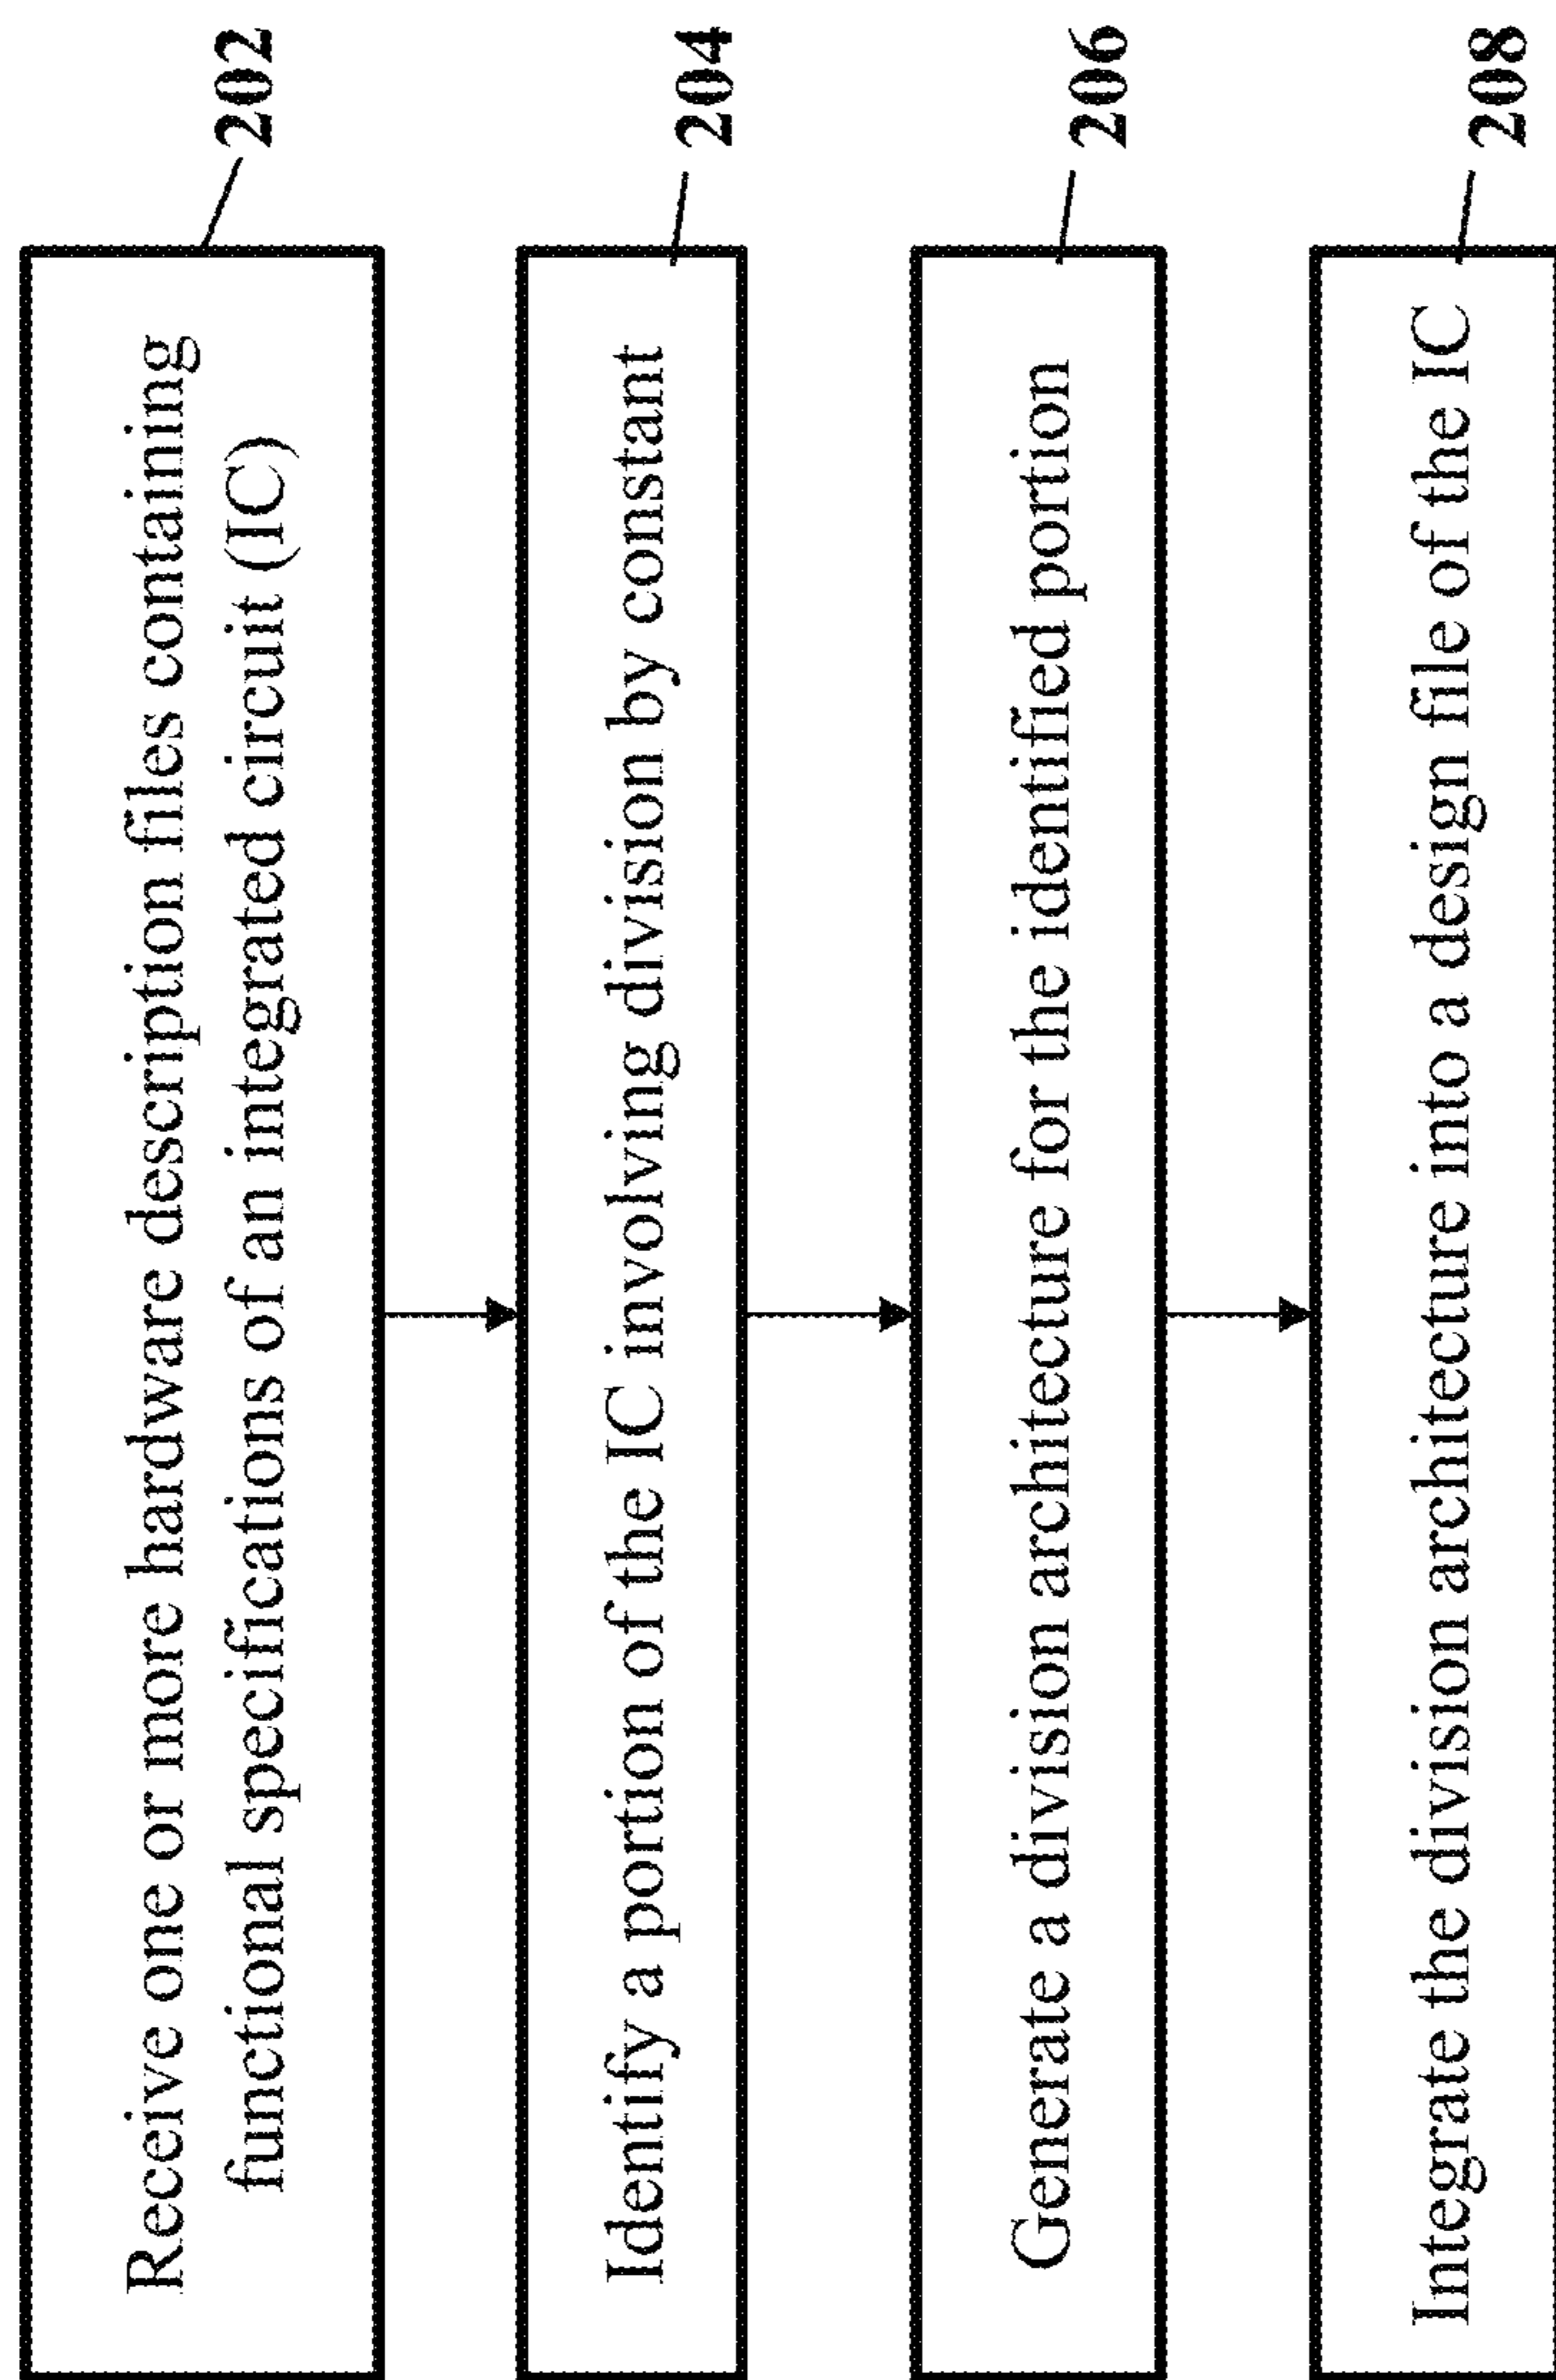 Receive one or more hardware description files containing
functional specifications of an integrated circuit (IC)
202
Identify a portion of the IC involving division by constant
204
Generate a division architecture for the identified portion
206
Integrate the division architecture into a design file of the IC
208